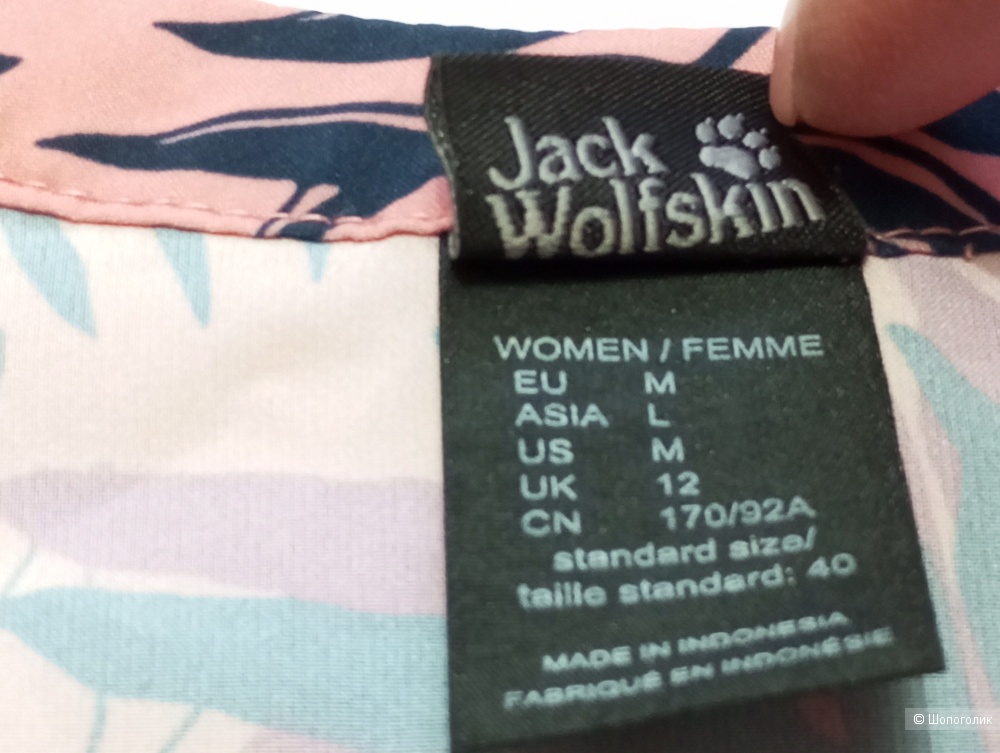 Jack
Wolfskin
WOMEN / FEMME
EU M
ASIA L
US M
UK 12
CN 170/92A
standard size/
taille standard: 40
MADE IN INDONESIA
FABRIQUÉ EN INDONÉSIE
© Шопоголик